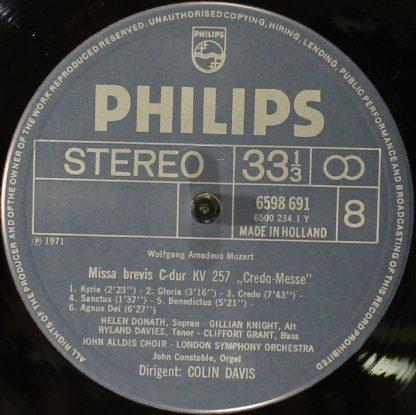 UNAUTHORISED COPYING, HIRING, LENDING, PUBLIC PERFORMANCE AND BROADCASTING OF THIS RECORD PROHIBITED
ALL RIGHTS OF THE PRODUCER AND OF THE OWNER OF THE WORK REPRODUCED RESERVED.
PHILIPS
PHILIPS
STEREO 33 1/3 ∞
6598 691
6500 234.1 Y
MADE IN HOLLAND
8
Ⓟ 1971
Wolfgang Amadeus Mozart
Missa brevis C-dur KV 257 „Credo-Messe"
1. Kyrie (2'23") - 2. Gloria (3'16") - 3. Credo (7'43") -
4. Sanctus (1'37") - 5. Benedictus (5'21") -
6. Agnus Dei (6'27")
HELEN DONATH, Sopran - GILLIAN KNIGHT, Alt
RYLAND DAVIES, Tenor - CLIFFORT GRANT, Bass
JOHN ALLDIS CHOIR - LONDON SYMPHONY ORCHESTRA
John Constable, Orgel
Dirigent: COLIN DAVIS